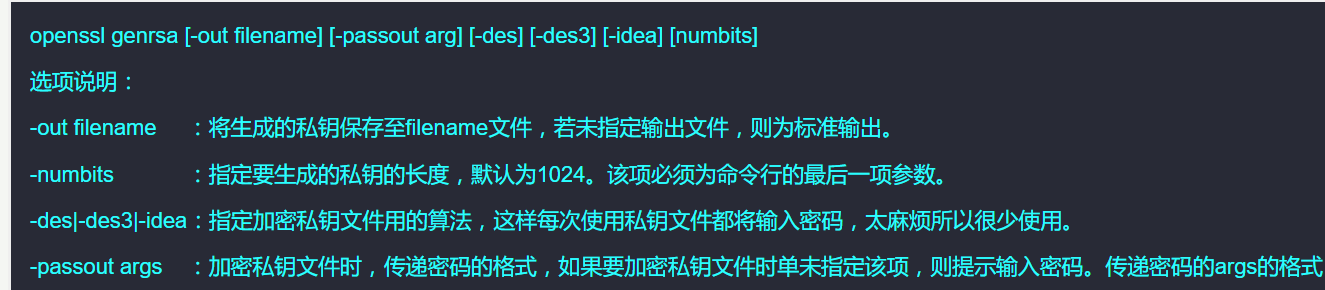 openssl genrsa [-out filename] [-passout arg] [-des] [-des3] [-idea] [numbits]
选项说明：
-out filename ：将生成的私钥保存至filename文件，若未指定输出文件，则为标准输出。
-numbits ：指定要生成的私钥的长度，默认为1024。该项必须为命令行的最后一项参数。
-des|-des3|-idea：指定加密私钥文件用的算法，这样每次使用私钥文件都将输入密码，太麻烦所以很少使用。
-passout args ：加密私钥文件时，传递密码的格式，如果要加密私钥文件时单未指定该项，则提示输入密码。传递密码的args的格式